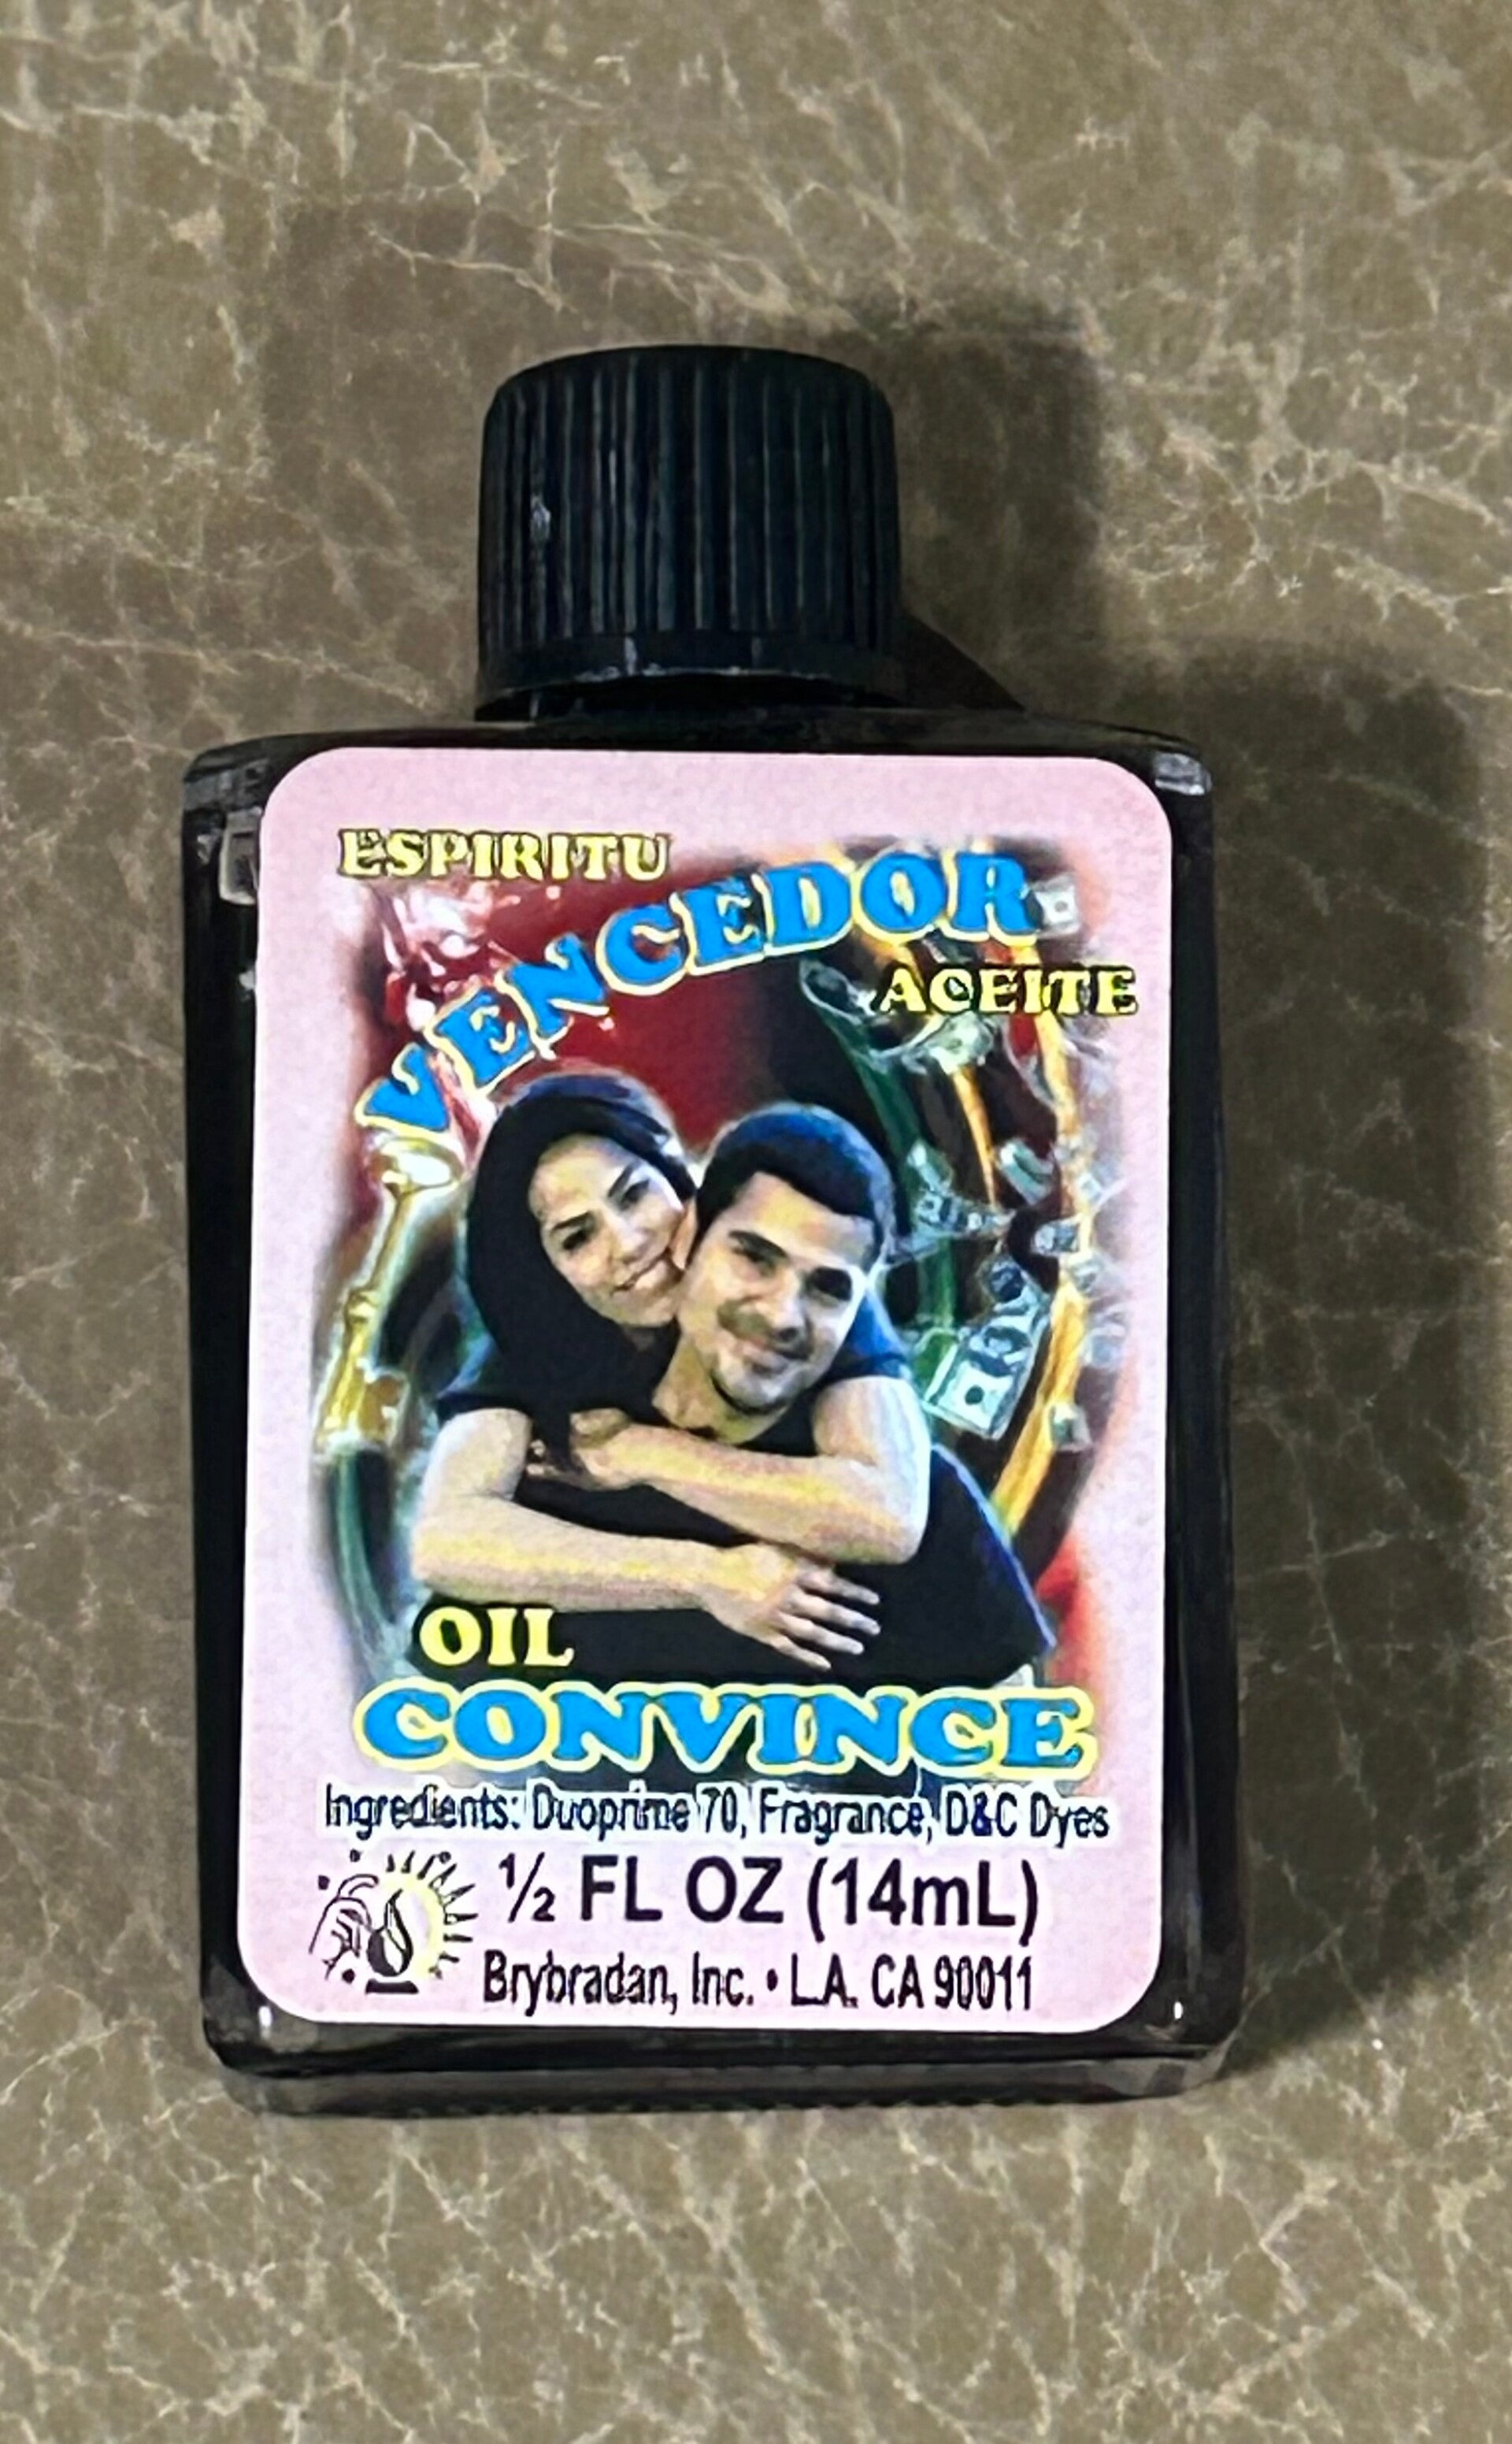 ESPIRITU
VENCEDOR
ACEITE
OIL
CONVINCE
Ingredients: Duoprime 70, Fragrance, D&C Dyes
½ FL OZ (14mL)
Brybradan, Inc. • L.A. CA 90011